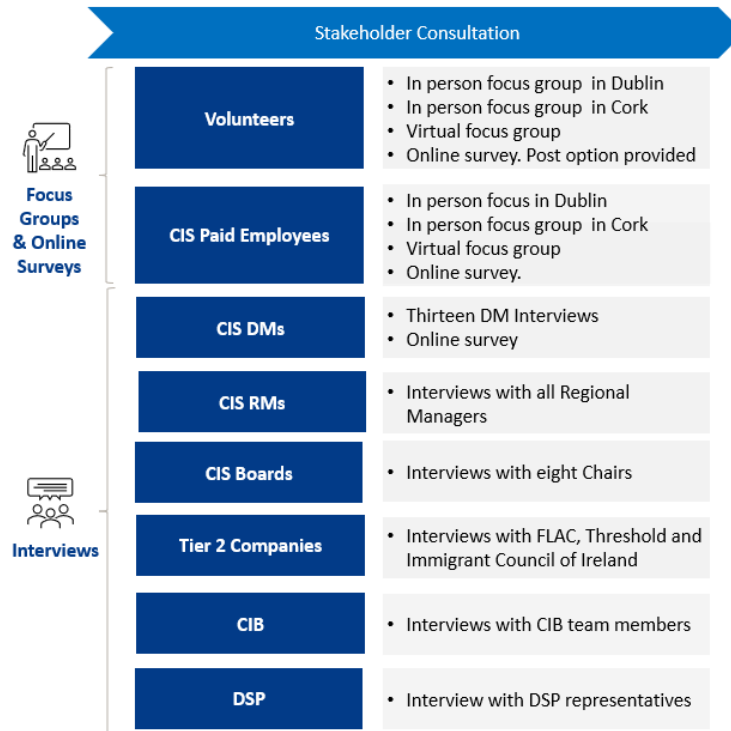 Stakeholder Consultation
Focus
Groups
& Online
Surveys
Volunteers
• In person focus group  in Dublin
• In person focus group  in Cork
• Virtual focus group
• Online survey. Post option provided
CIS Paid Employees
• In person focus in Dublin
• In person focus group  in Cork
• Virtual focus group
• Online survey.
Interviews
CIS DMs
• Thirteen DM Interviews
• Online survey
CIS RMs
• Interviews with all Regional
Managers
CIS Boards
• Interviews with eight Chairs
Tier 2 Companies
• Interviews with FLAC, Threshold and
Immigrant Council of Ireland
CIB
• Interviews with CIB team members
DSP
• Interview with DSP representatives